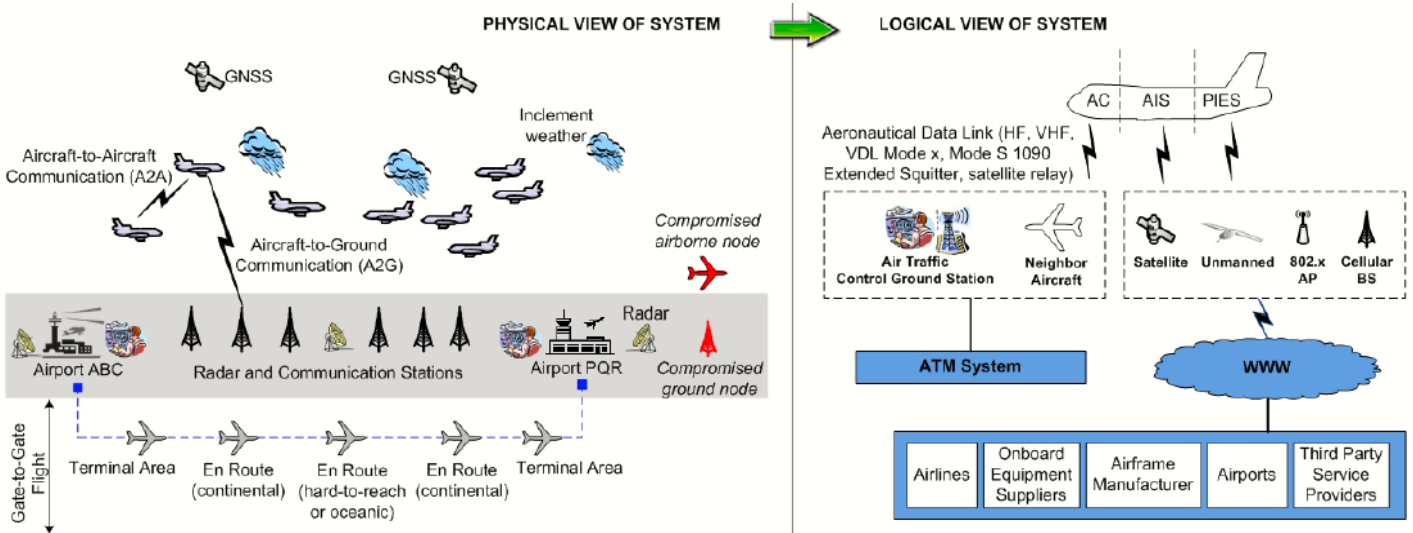 PHYSICAL VIEW OF SYSTEM
GNSS
GNSS
Inclement
weather
Aircraft-to-Aircraft
Communication (A2A)
Aircraft-to-Ground
Communication (A2G)
Compromised
airborne node
Radar
Airport ABC
Radar and Communication Stations
Airport PQR
Compromised
ground node
Gate-to-Gate
Flight
Terminal Area
En Route
(continental)
En Route
(hard-to-reach
or oceanic)
En Route
(continental)
Terminal Area
LOGICAL VIEW OF SYSTEM
AC
AIS
PIES
Aeronautical Data Link (HF, VHF,
VDL Mode x, Mode S 1090
Extended Squitter, satellite relay)
Air Traffic
Control Ground Station
Neighbor
Aircraft
Satellite
Unmanned
802.x
AP
Cellular
BS
ATM System
WWW
Airlines
Onboard
Equipment
Suppliers
Airframe
Manufacturer
Airports
Third Party
Service
Providers